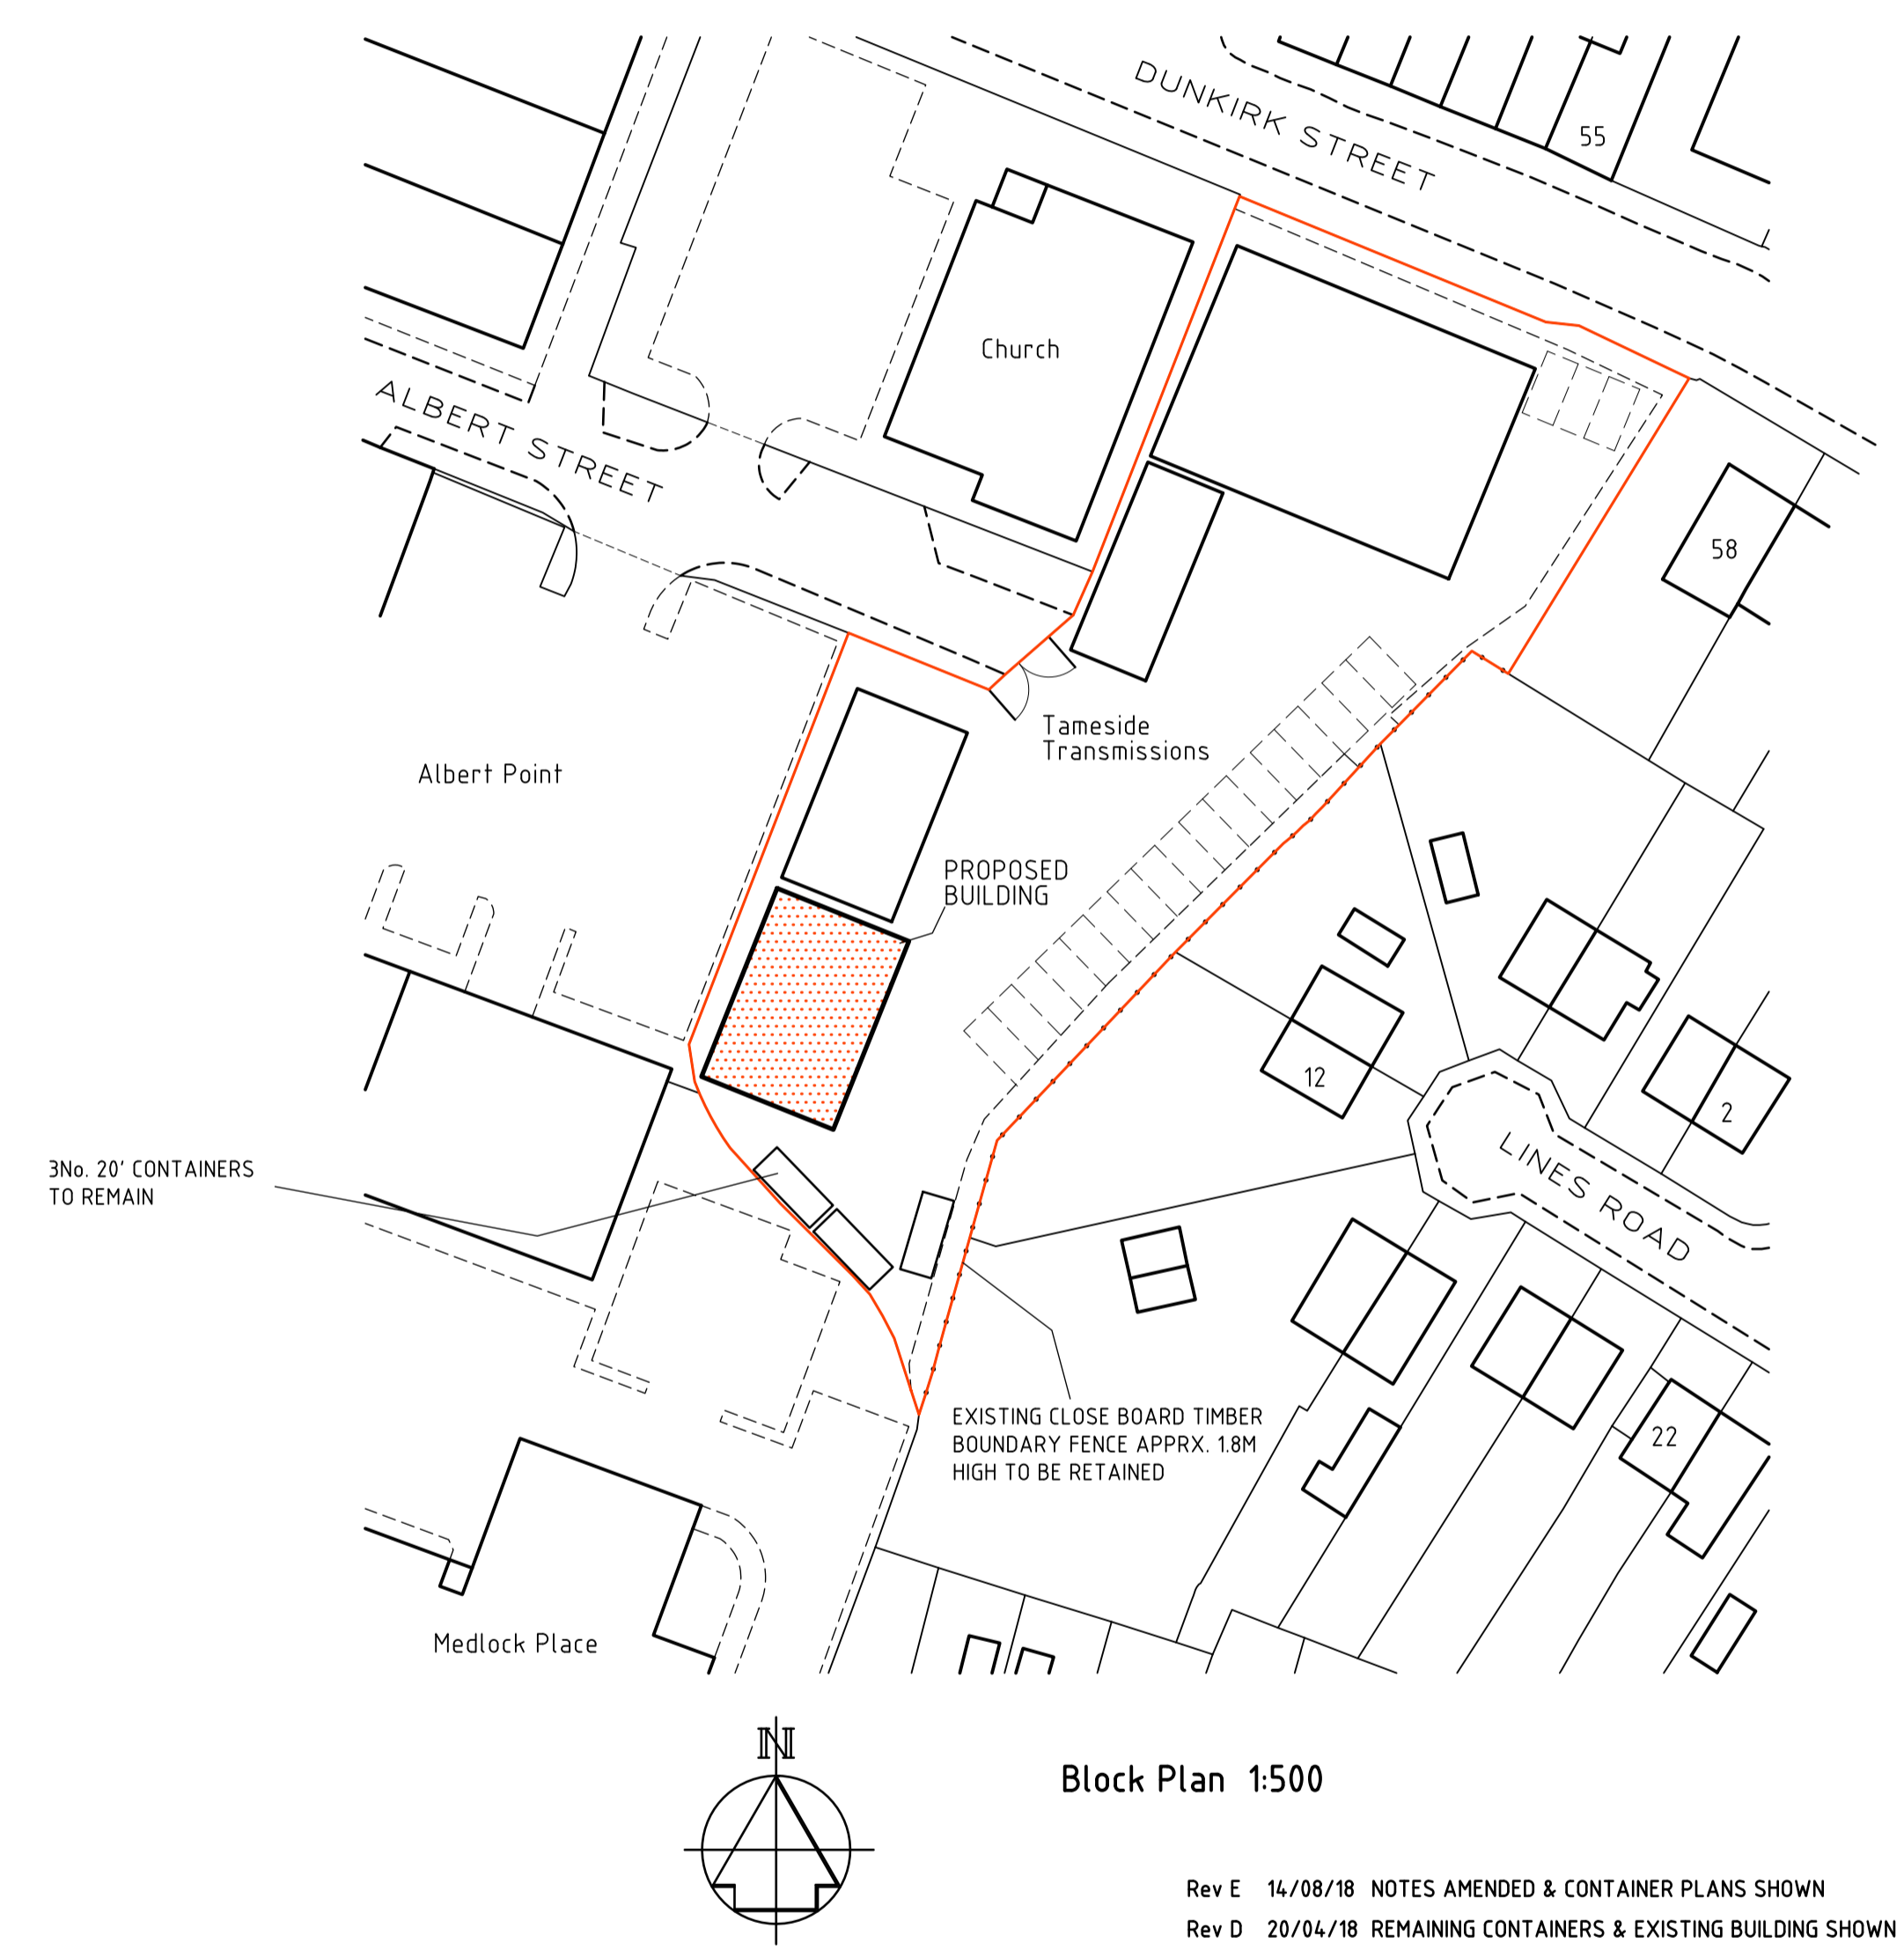 DUNKIRK STREET
55
Church
ALBERT STREET
58
Tameside
Transmissions
Albert Point
PROPOSED
BUILDING
12
2
LINES ROAD
3No. 20' CONTAINERS
TO REMAIN
EXISTING CLOSE BOARD TIMBER
BOUNDARY FENCE APPRX. 1.8M
HIGH TO BE RETAINED
22
Medlock Place
N
Block Plan 1:500
Rev E 14/08/18 NOTES AMENDED & CONTAINER PLANS SHOWN
Rev D 20/04/18 REMAINING CONTAINERS & EXISTING BUILDING SHOWN